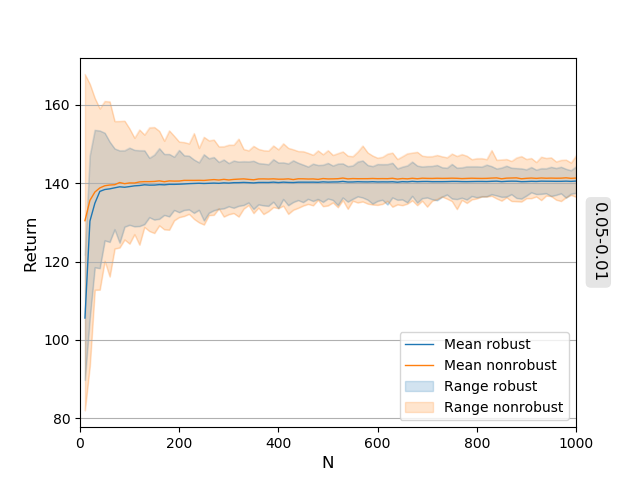 160
140
120
100
80
Return
0
200
400
600
800
1000
N
Mean robust
Mean nonrobust
Range robust
Range nonrobust
0.05-0.01